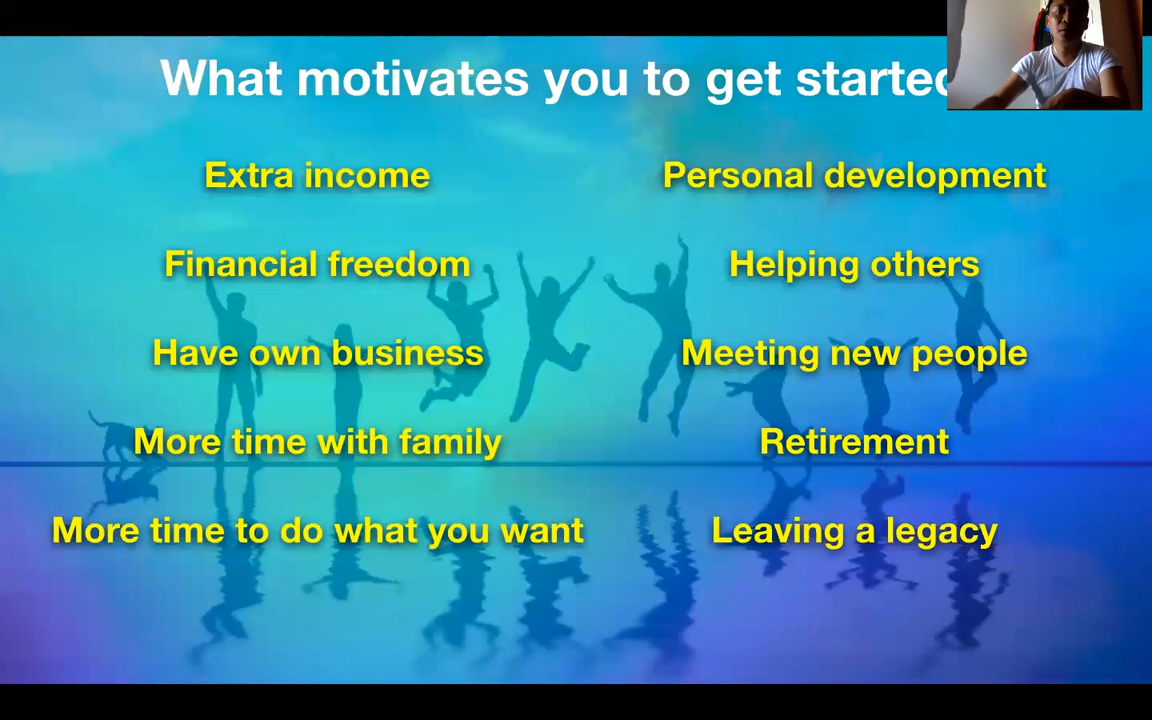 What motivates you to get started
Extra income
Personal development
Financial freedom
Helping others
Have own business
Meeting new people
More time with family
Retirement
More time to do what you want
Leaving a legacy